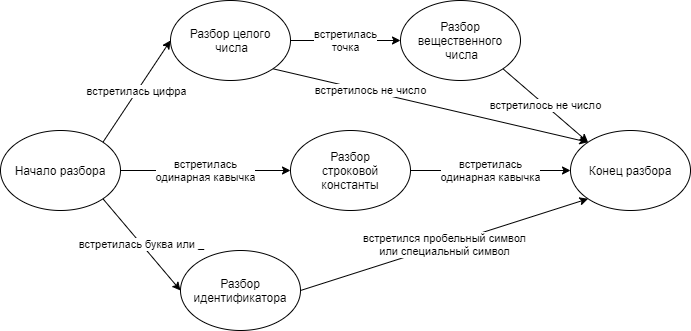 Разбор целого
числа
встретилась
точка
Разбор
вещественного
числа
встретилась цифра
встретилось не число
встретилось не число
Начало разбора
встретилась
одинарная кавычка
Разбор
строковой
константы
встретилась
одинарная кавычка
Конец разбора
встретилась буква или _
встретился пробельный символ
или специальный символ
Разбор
идентификатора